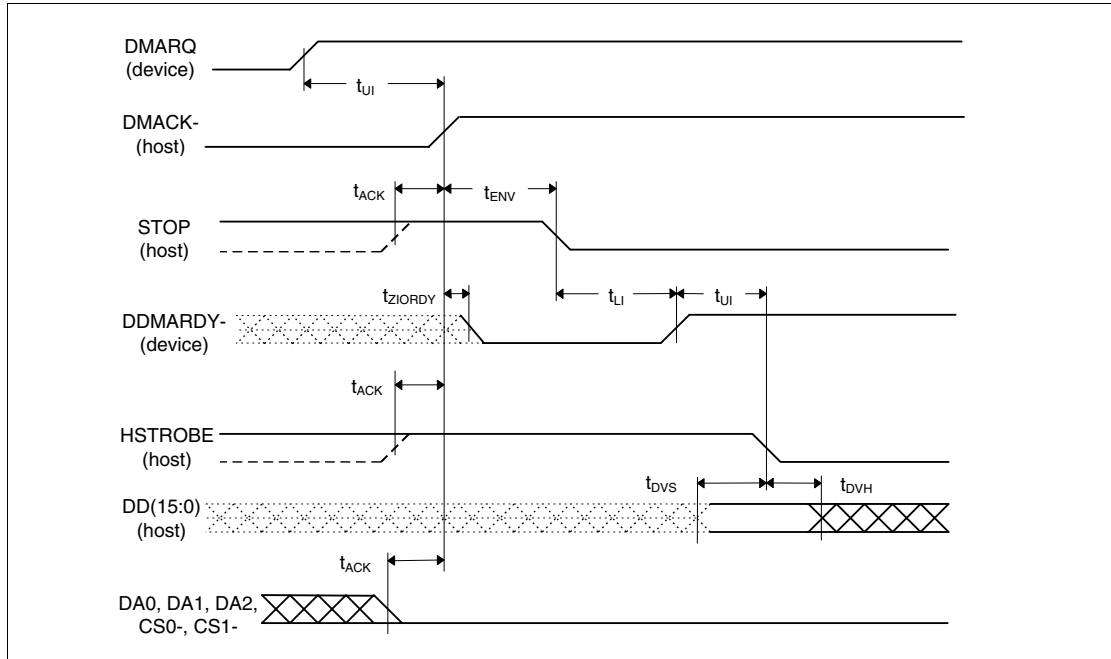 DMARQ
(device)
tUI
DMACK-
(host)
tACK
tENV
STOP
(host)
tZIORDY
tLI
tUI
DDMARDY-
(device)
tACK
HSTROBE
(host)
tDVS
tDVH
DD(15:0)
(host)
tACK
DA0, DA1, DA2,
CS0-, CS1-